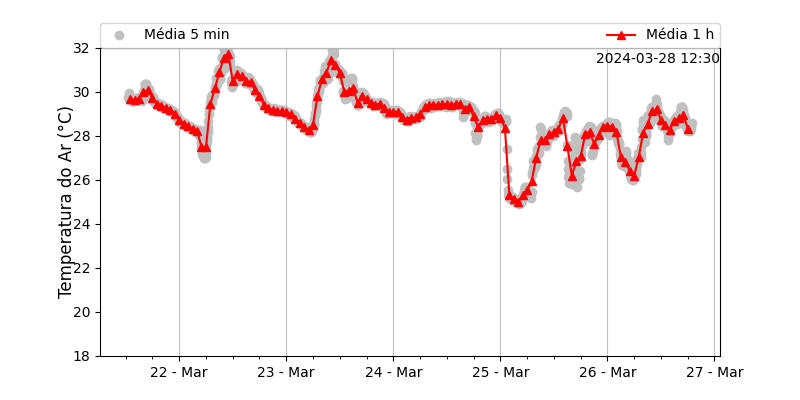 Média 5 min
Média 1 h
2024-03-28 12:30
Temperatura do Ar (°C)
32
30
28
26
24
22
20
18
22 - Mar
23 - Mar
24 - Mar
25 - Mar
26 - Mar
27 - Mar